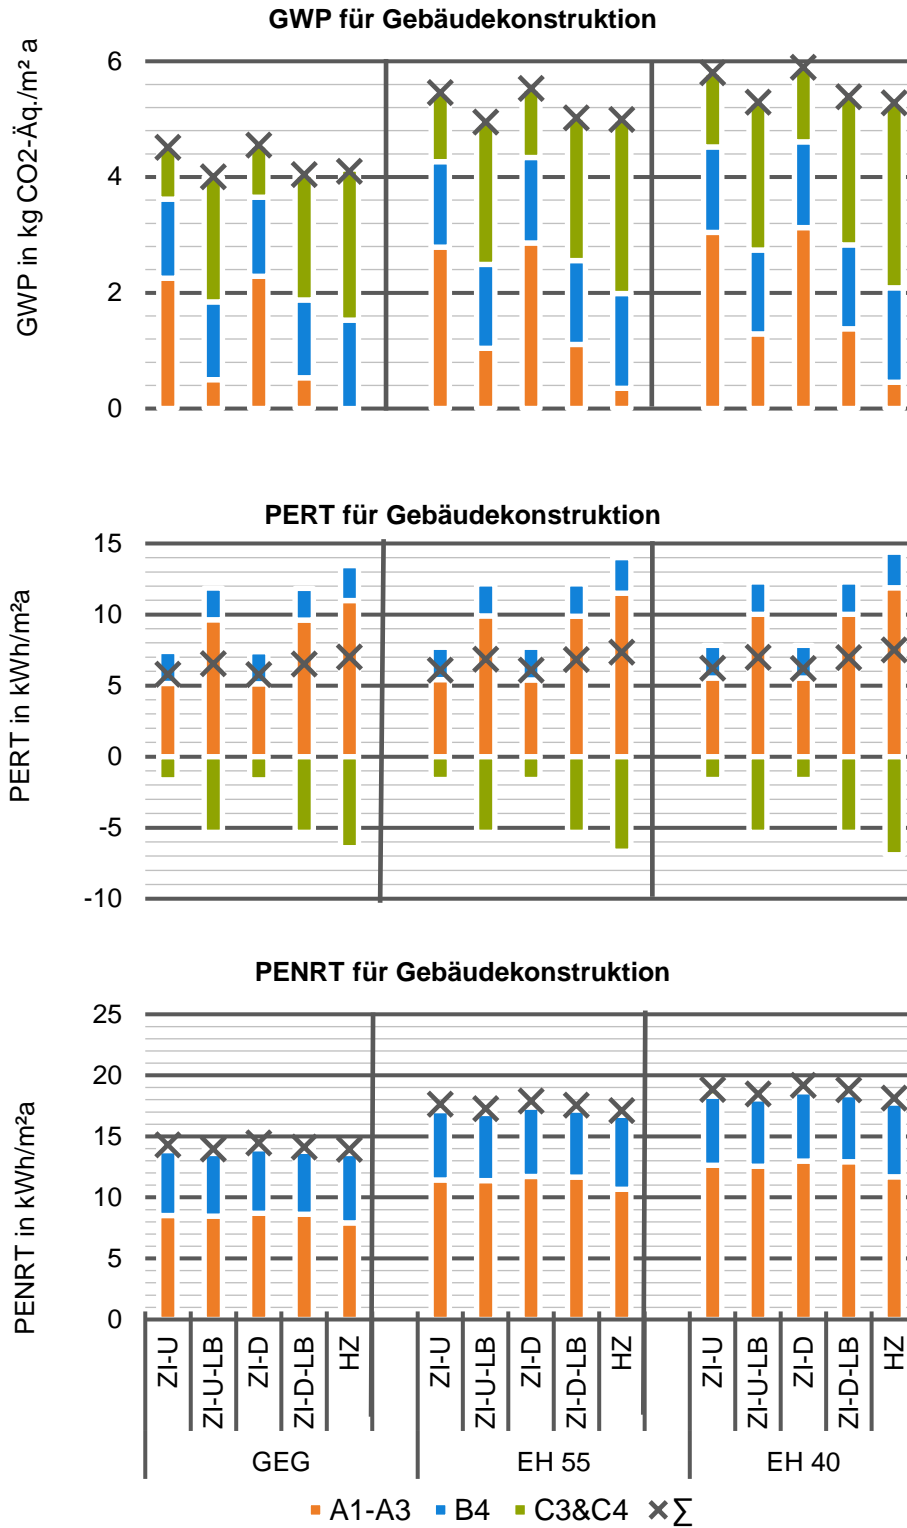 GWP für Gebäudekonstruktion
GWP in kg CO2-Äq./m² a
6
4
2
0
PERT für Gebäudekonstruktion
PERT in kWh/m²a
15
10
5
0
-5
-10
PENRT für Gebäudekonstruktion
PENRT in kWh/m²a
25
20
15
10
5
0
ZI-U
ZI-U-LB
ZI-D
ZI-D-LB
HZ
ZI-U
ZI-U-LB
ZI-D
ZI-D-LB
HZ
ZI-U
ZI-U-LB
ZI-D
ZI-D-LB
HZ
GEG
EH 55
EH 40
A1-A3 B4 C3&C4 ∑